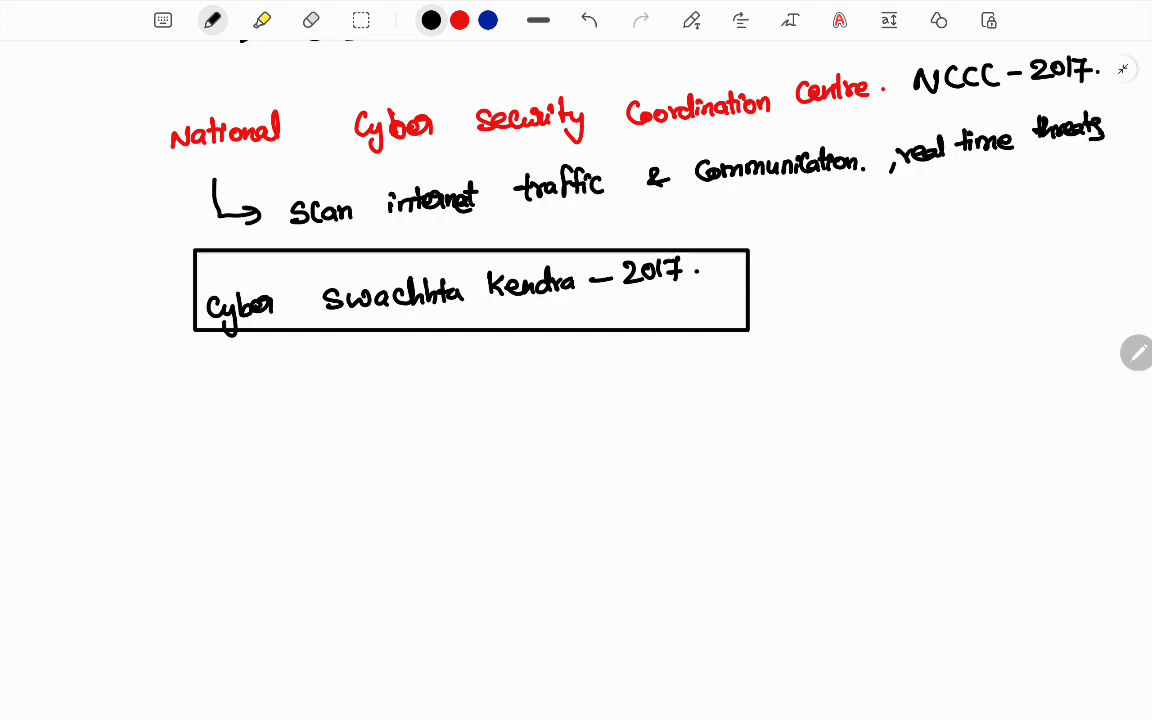 National Cyber Security Coordination Centre. NCCC - 2017.
↳ Scan internet traffic & Communication., real time threats
Cyber Swachhta Kendra - 2017.